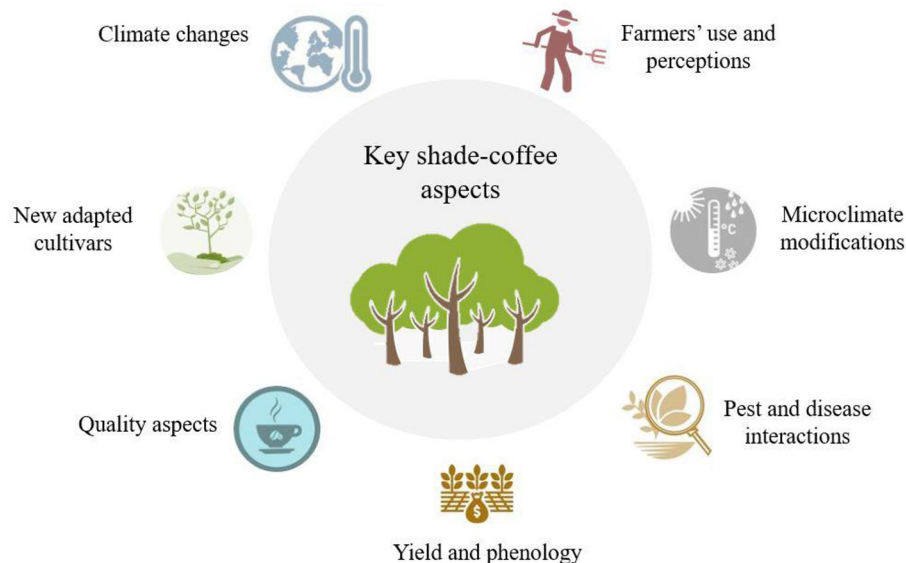 Climate changes
Farmers' use and
perceptions
Key shade-coffee
aspects
New adapted
cultivars
Microclimate
modifications
°C
Quality aspects
Pest and disease
interactions
$
Yield and phenology